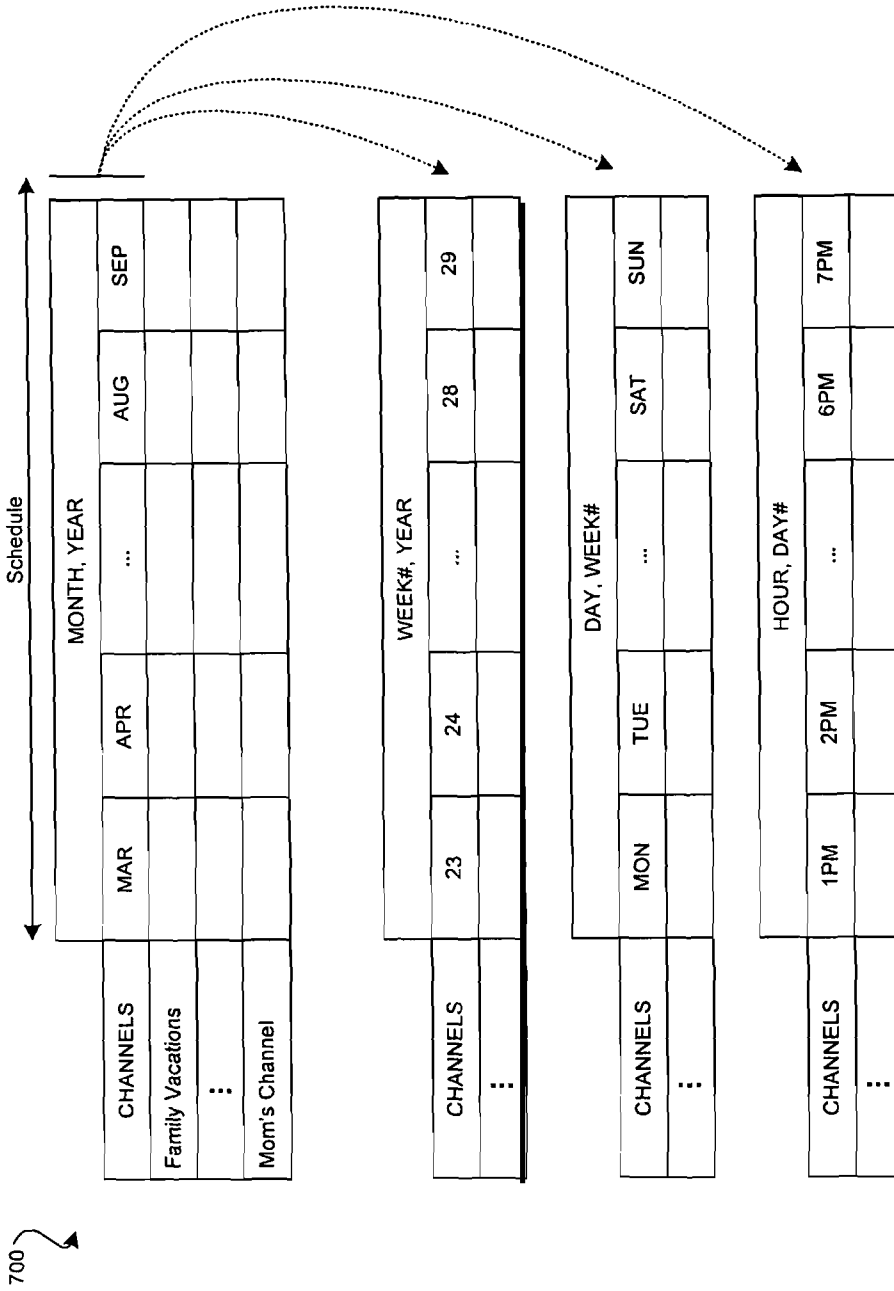 700
Schedule
MONTH, YEAR
CHANNELS MAR APR ... AUG SEP
Family Vacations
...
Mom's Channel
WEEK#, YEAR
CHANNELS 23 24 ... 28 29
...
DAY, WEEK#
CHANNELS MON TUE ... SAT SUN
...
HOUR, DAY#
CHANNELS 1PM 2PM ... 6PM 7PM
...